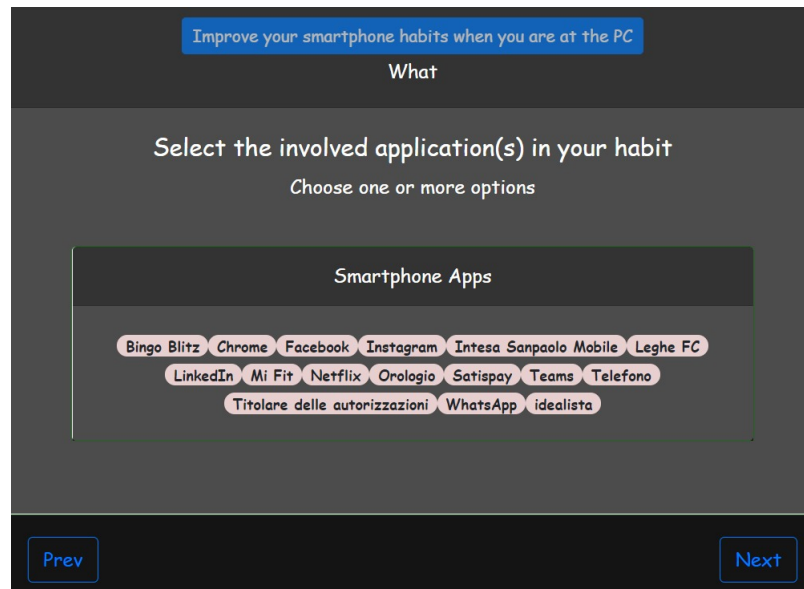 Improve your smartphone habits when you are at the PC
What
Select the involved application(s) in your habit
Choose one or more options
Smartphone Apps
Bingo Blitz Chrome Facebook Instagram Intesa Sanpaolo Mobile Leghe FC
LinkedIn Mi Fit Netflix Orologio Satispay Teams Telefono
Titolare delle autorizzazioni WhatsApp idealista
Prev Next